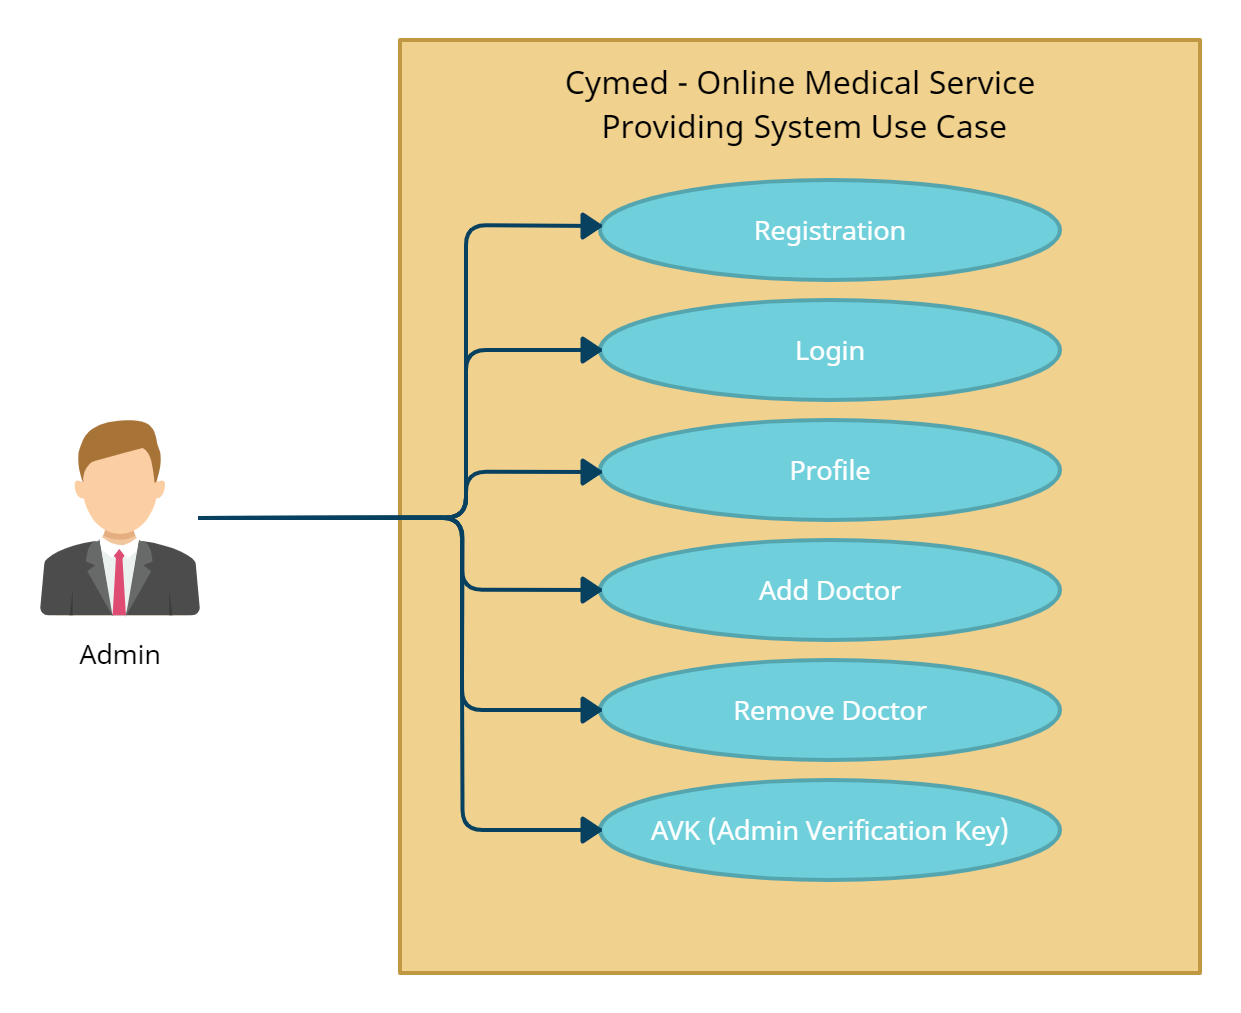 Cymed - Online Medical Service
Providing System Use Case
Registration
Login
Profile
Add Doctor
Remove Doctor
AVK (Admin Verification Key)
Admin